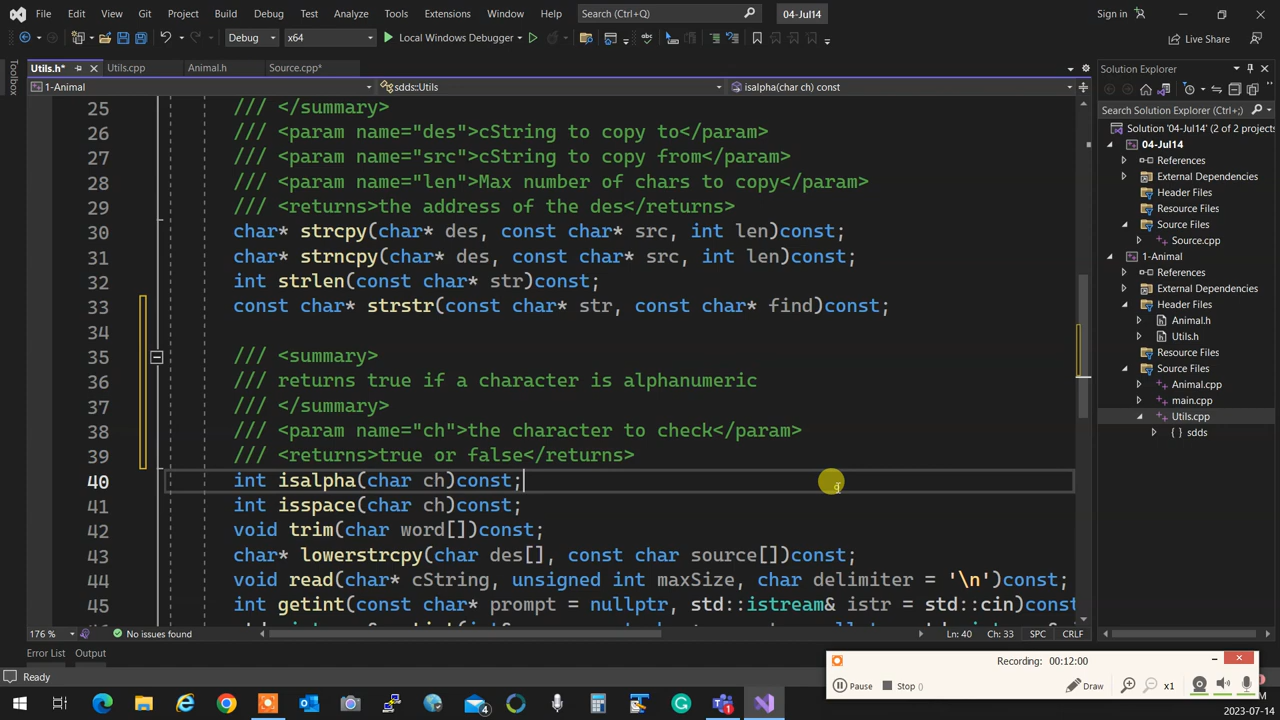 File Edit View Git Project Build Debug Test Analyze Tools Extensions Window Help Search (Ctrl+Q) 04-Jul14 Sign in
Debug x64 Local Windows Debugger Live Share
Toolbox
Utils.h* Utils.cpp Animal.h Source.cpp*
1-Animal sdds::Utils isalpha(char ch) const
25 /// </summary>
26 /// <param name="des">cString to copy to</param>
27 /// <param name="src">cString to copy from</param>
28 /// <param name="len">Max number of chars to copy</param>
29 /// <returns>the address of the des</returns>
30 char* strcpy(char* des, const char* src, int len)const;
31 char* strncpy(char* des, const char* src, int len)const;
32 int strlen(const char* str)const;
33 const char* strstr(const char* str, const char* find)const;
34
35 /// <summary>
36 /// returns true if a character is alphanumeric
37 /// </summary>
38 /// <param name="ch">the character to check</param>
39 /// <returns>true or false</returns>
40 int isalpha(char ch)const;
41 int isspace(char ch)const;
42 void trim(char word[])const;
43 char* lowerstrcpy(char des[], const char source[])const;
44 void read(char* cString, unsigned int maxSize, char delimiter = '\n')const;
45 int getint(const char* prompt = nullptr, std::istream& istr = std::cin)const
176 % No issues found Ln: 40 Ch: 33 SPC CRLF
Error List Output
Ready
Solution Explorer
Search Solution Explorer (Ctrl+;)
Solution '04-Jul14' (2 of 2 projects
04-Jul14
References
External Dependencies
Header Files
Resource Files
Source Files
Source.cpp
1-Animal
References
External Dependencies
Header Files
Animal.h
Utils.h
Resource Files
Source Files
Animal.cpp
main.cpp
Utils.cpp
sdds
Recording: 00:12:00
Pause Stop () Draw x1
4
1
2023-07-14